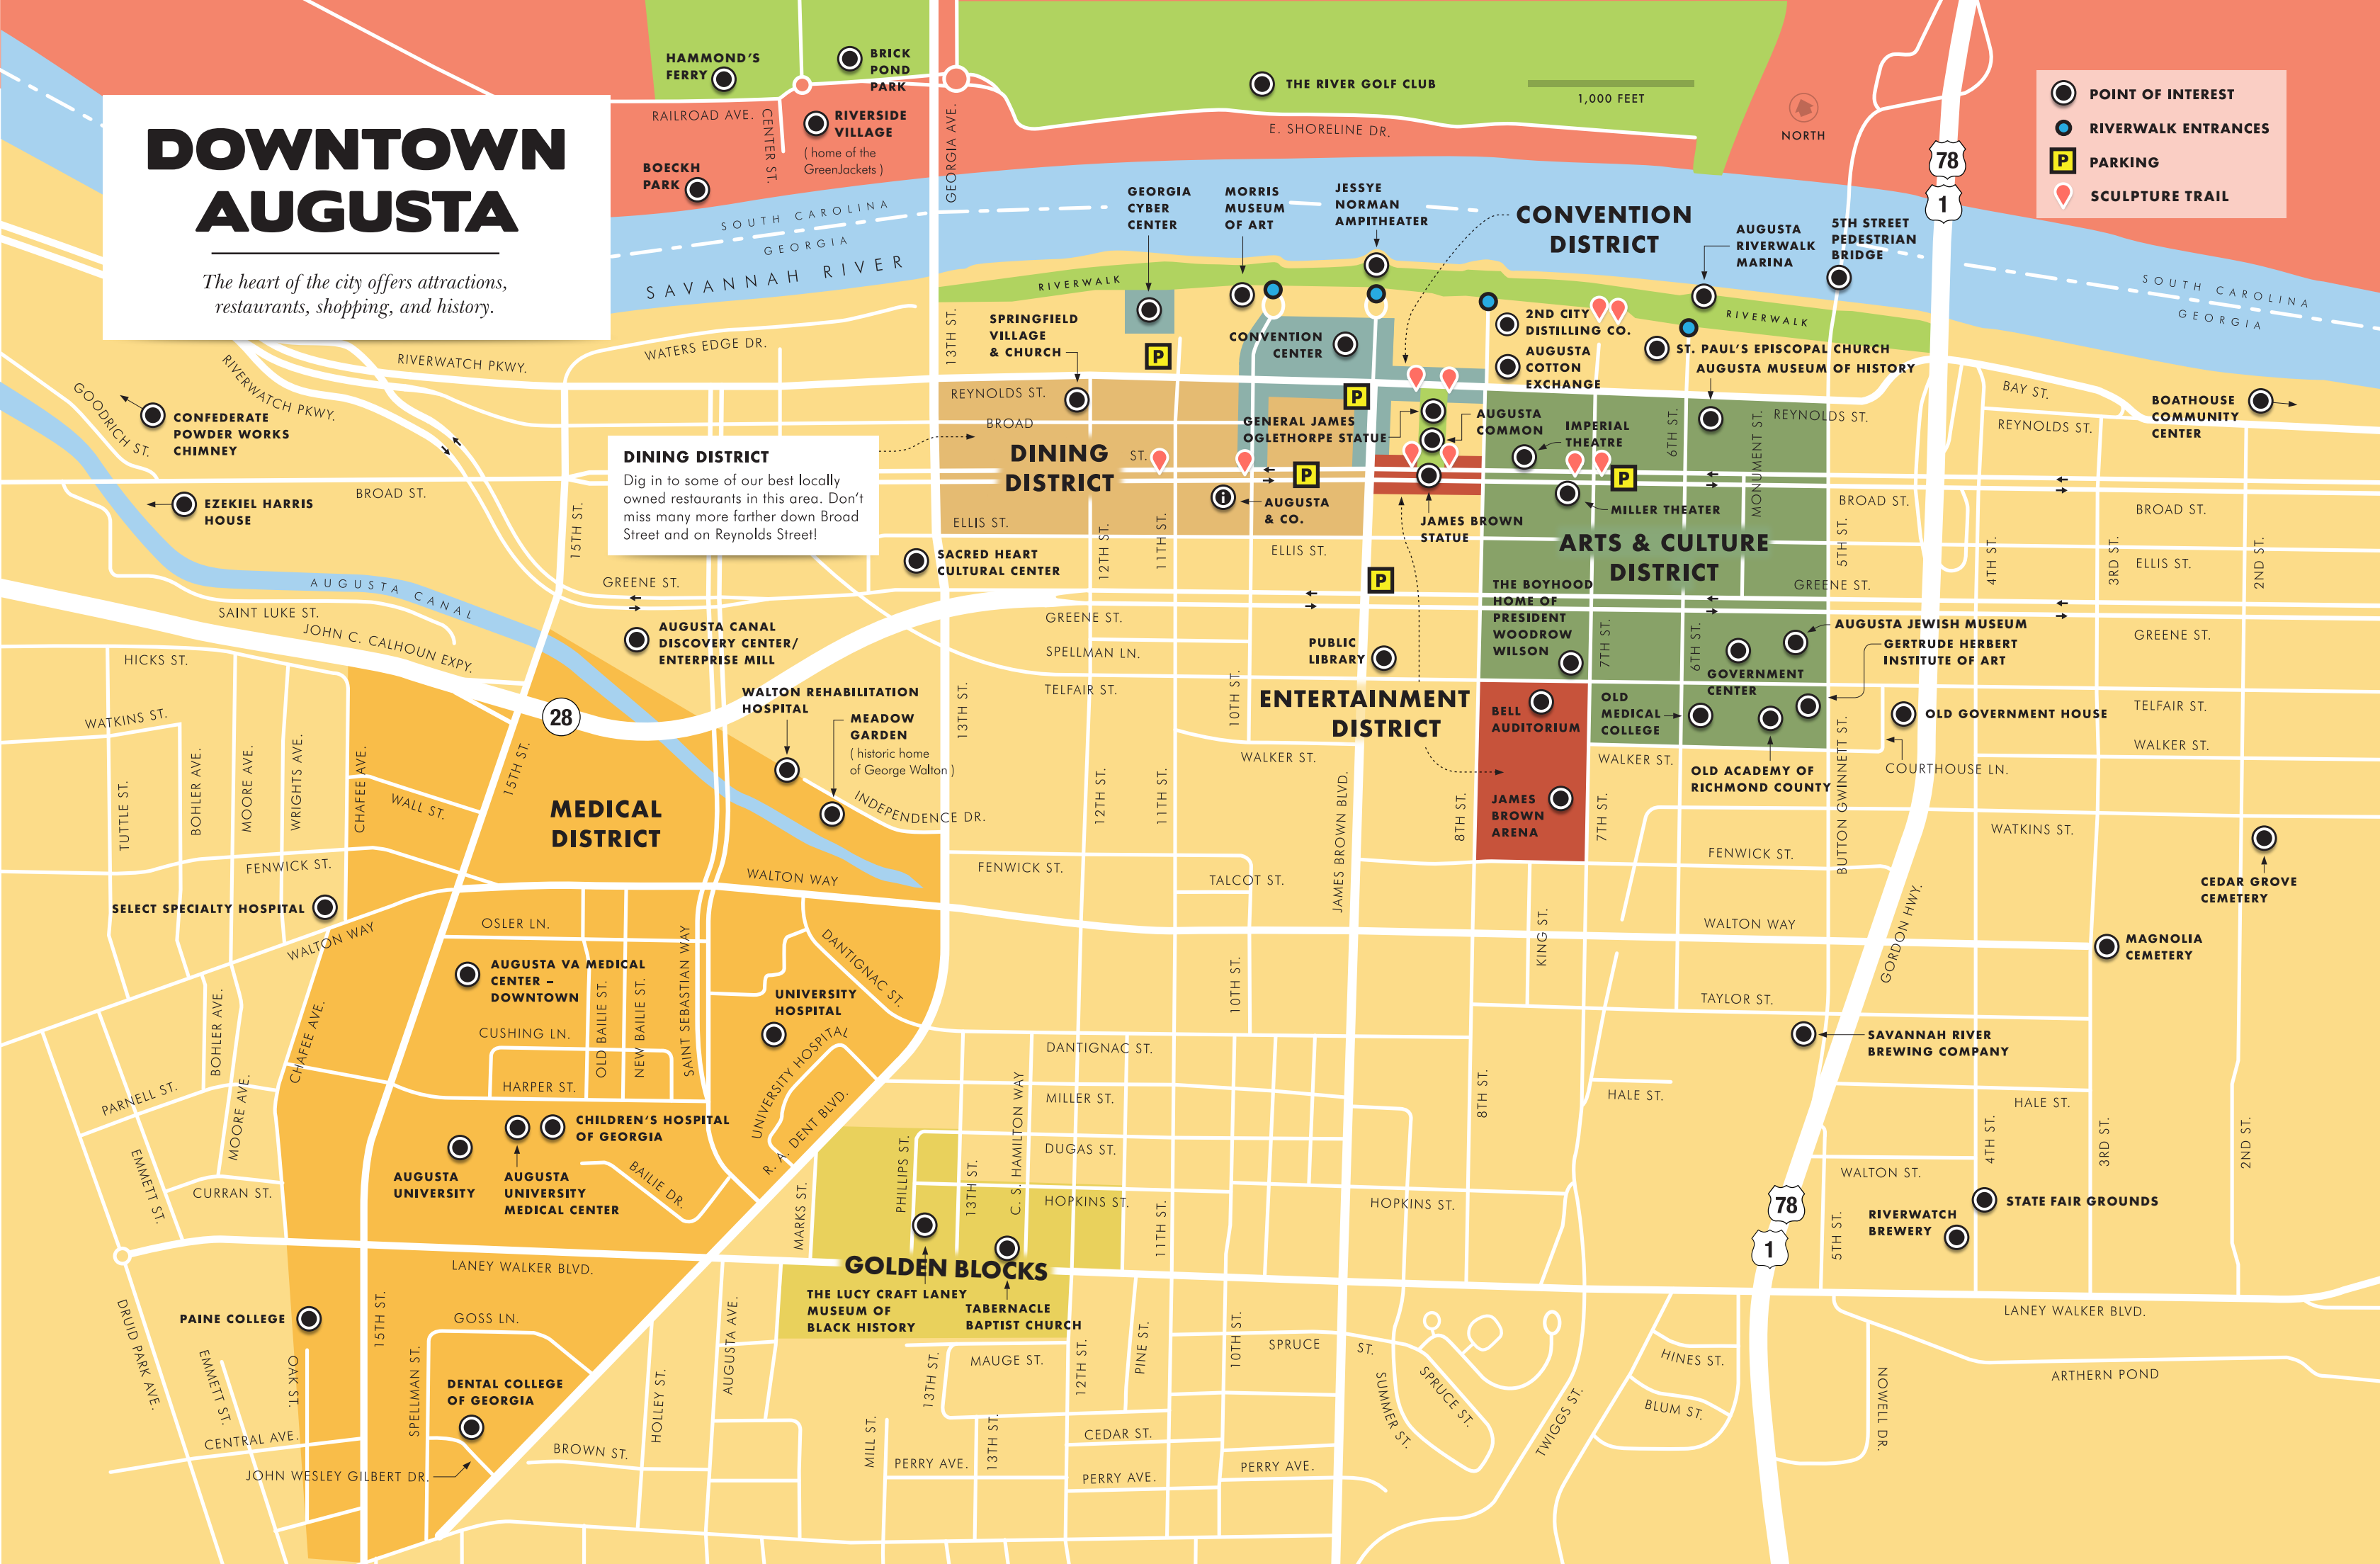 DOWNTOWN
AUGUSTA
The heart of the city offers attractions,
restaurants, shopping, and history.
HAMMOND'S
FERRY
BRICK
POND
PARK
RAILROAD AVE.
CENTER ST.
RIVERSIDE
VILLAGE
( home of the
GreenJackets )
BOECKH
PARK
GEORGIA AVE.
THE RIVER GOLF CLUB
1,000 FEET
E. SHORELINE DR.
NORTH
78
1
POINT OF INTEREST
RIVERWALK ENTRANCES
P
PARKING
SCULPTURE TRAIL
SOUTH CAROLINA
GEORGIA
SAVANNAH RIVER
SOUTH CAROLINA
GEORGIA
GEORGIA
CYBER
CENTER
MORRIS
MUSEUM
OF ART
JESSYE
NORMAN
AMPITHEATER
CONVENTION
DISTRICT
AUGUSTA
RIVERWALK
MARINA
5TH STREET
PEDESTRIAN
BRIDGE
RIVERWALK
RIVERWALK
SPRINGFIELD
VILLAGE
& CHURCH
13TH ST.
P
CONVENTION
CENTER
2ND CITY
DISTILLING CO.
AUGUSTA
COTTON
EXCHANGE
ST. PAUL'S EPISCOPAL CHURCH
AUGUSTA MUSEUM OF HISTORY
WATERS EDGE DR.
RIVERWATCH PKWY.
RIVERWATCH PKWY.
GOODRICH ST.
CONFEDERATE
POWDER WORKS
CHIMNEY
EZEKIEL HARRIS
HOUSE
BROAD ST.
15TH ST.
DINING DISTRICT
Dig in to some of our best locally
owned restaurants in this area. Don't
miss many more farther down Broad
Street and on Reynolds Street!
REYNOLDS ST.
BROAD
ST.
DINING
DISTRICT
ELLIS ST.
P
GENERAL JAMES
OGLETHORPE STATUE
AUGUSTA
COMMON
IMPERIAL
THEATRE
P
P
i
AUGUSTA
& CO.
JAMES BROWN
STATUE
MILLER THEATER
6TH ST.
MONUMENT ST.
REYNOLDS ST.
BAY ST.
REYNOLDS ST.
BOATHOUSE
COMMUNITY
CENTER
BROAD ST.
BROAD ST.
ARTS & CULTURE
DISTRICT
5TH ST.
4TH ST.
3RD ST.
2ND ST.
ELLIS ST.
ELLIS ST.
12TH ST.
11TH ST.
SACRED HEART
CULTURAL CENTER
GREENE ST.
GREENE ST.
GREENE ST.
GREENE ST.
P
THE BOYHOOD
HOME OF
PRESIDENT
WOODROW
WILSON
7TH ST.
6TH ST.
AUGUSTA JEWISH MUSEUM
GERTRUDE HERBERT
INSTITUTE OF ART
GOVERNMENT
CENTER
AUGUSTA CANAL
SAINT LUKE ST.
JOHN C. CALHOUN EXPY.
HICKS ST.
WATKINS ST.
28
AUGUSTA CANAL
DISCOVERY CENTER/
ENTERPRISE MILL
WALTON REHABILITATION
HOSPITAL
MEADOW
GARDEN
( historic home
of George Walton )
INDEPENDENCE DR.
SPELLMAN LN.
TELFAIR ST.
13TH ST.
10TH ST.
PUBLIC
LIBRARY
ENTERTAINMENT
DISTRICT
BELL
AUDITORIUM
OLD
MEDICAL
COLLEGE
OLD GOVERNMENT HOUSE
TELFAIR ST.
WALKER ST.
WALKER ST.
WALKER ST.
COURTHOUSE LN.
OLD ACADEMY OF
RICHMOND COUNTY
BUTTON GWINNETT ST.
JAMES
BROWN
ARENA
JAMES BROWN BLVD.
8TH ST.
7TH ST.
12TH ST.
11TH ST.
TUTTLE ST.
BOHLER AVE.
MOORE AVE.
WRIGHTS AVE.
CHAFEE AVE.
WALL ST.
15TH ST.
MEDICAL
DISTRICT
FENWICK ST.
WALTON WAY
FENWICK ST.
TALCOT ST.
FENWICK ST.
WATKINS ST.
CEDAR GROVE
CEMETERY
SELECT SPECIALTY HOSPITAL
WALTON WAY
OSLER LN.
DANTIGNAC ST.
WALTON WAY
GORDON HWY.
MAGNOLIA
CEMETERY
KING ST.
10TH ST.
AUGUSTA VA MEDICAL
CENTER –
DOWNTOWN
OLD BAILIE ST.
NEW BAILIE ST.
SAINT SEBASTIAN WAY
UNIVERSITY
HOSPITAL
UNIVERSITY HOSPITAL
CUSHING LN.
HARPER ST.
BOHLER AVE.
MOORE AVE.
CHAFEE AVE.
PARNELL ST.
TAYLOR ST.
SAVANNAH RIVER
BREWING COMPANY
DANTIGNAC ST.
MILLER ST.
DUGAS ST.
HOPKINS ST.
C. S. HAMILTON WAY
R. A. DENT BLVD.
8TH ST.
HALE ST.
HALE ST.
CHILDREN'S HOSPITAL
OF GEORGIA
AUGUSTA
UNIVERSITY
AUGUSTA
UNIVERSITY
MEDICAL CENTER
BAILIE DR.
EMMETT ST.
CURRAN ST.
MARKS ST.
PHILLIPS ST.
13TH ST.
11TH ST.
HOPKINS ST.
4TH ST.
3RD ST.
2ND ST.
WALTON ST.
STATE FAIR GROUNDS
RIVERWATCH
BREWERY
5TH ST.
78
1
GOLDEN BLOCKS
THE LUCY CRAFT LANEY
MUSEUM OF
BLACK HISTORY
TABERNACLE
BAPTIST CHURCH
LANEY WALKER BLVD.
LANEY WALKER BLVD.
PAINE COLLEGE
15TH ST.
GOSS LN.
DRUID PARK AVE.
EMMETT ST.
OAK ST.
SPELLMAN ST.
DENTAL COLLEGE
OF GEORGIA
CENTRAL AVE.
JOHN WESLEY GILBERT DR.
BROWN ST.
HOLLEY ST.
AUGUSTA AVE.
13TH ST.
MAUGE ST.
12TH ST.
PINE ST.
10TH ST.
SPRUCE
ST.
SUMMER ST.
SPRUCE ST.
TWIGGS ST.
HINES ST.
BLUM ST.
NOWELL DR.
ARTHERN POND
MILL ST.
13TH ST.
CEDAR ST.
PERRY AVE.
PERRY AVE.
PERRY AVE.